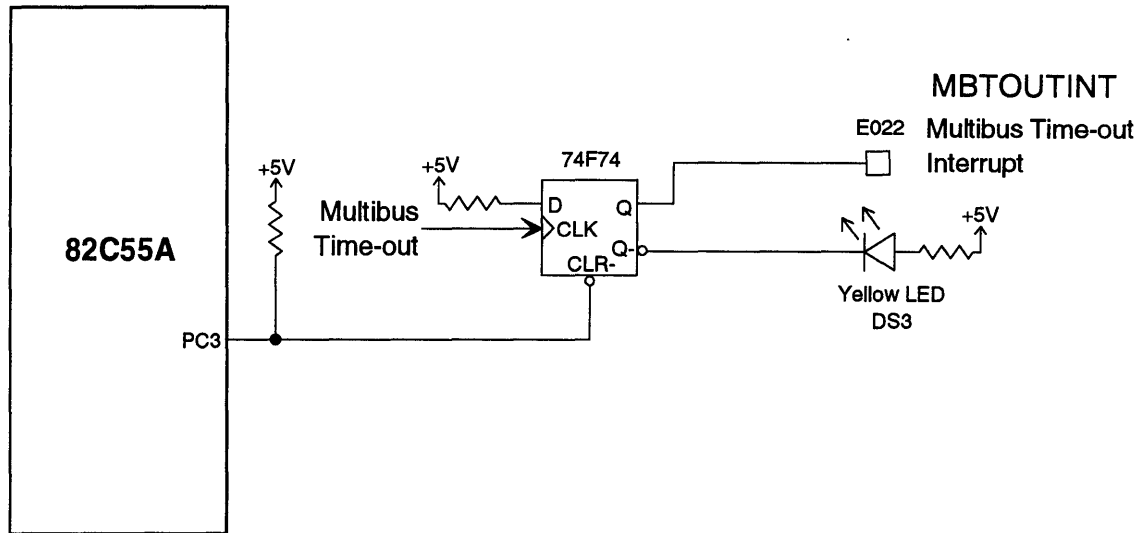 MBTOUTINT
E022 Multibus Time-out
Interrupt
74F74
+5V
+5V
D
Q
Multibus
Time-out
CLK
+5V
82C55A
Q-
CLR-
Yellow LED
DS3
PC3